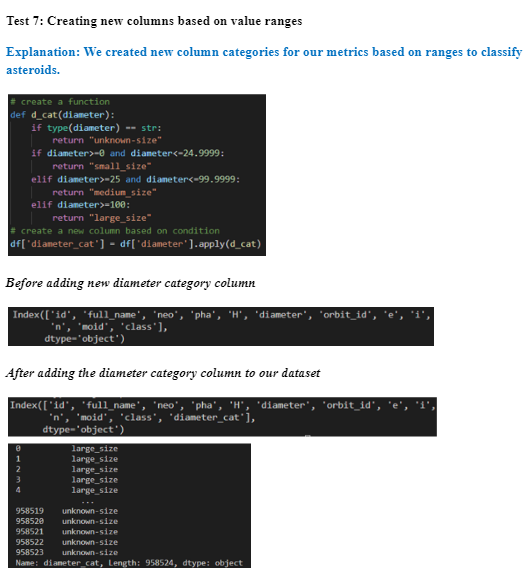 Test 7: Creating new columns based on value ranges
Explanation: We created new column categories for our metrics based on ranges to classify
asteroids.
# create a function
def d_cat(diameter):
    if type(diameter) == str:
        return "unknown-size"
    if diameter>=0 and diameter<=24.9999:
        return "small_size"
    elif diameter>=25 and diameter<=99.9999:
        return "medium_size"
    elif diameter>=100:
        return "large_size"
# create a new column based on condition
df['diameter_cat'] = df['diameter'].apply(d_cat)
Before adding new diameter category column
Index(['id', 'full_name', 'neo', 'pha', 'H', 'diameter', 'orbit_id', 'e', 'i',
       'n', 'moid', 'class'],
      dtype='object')
After adding the diameter category column to our dataset
Index(['id', 'full_name', 'neo', 'pha', 'H', 'diameter', 'orbit_id', 'e', 'i',
       'n', 'moid', 'class', 'diameter_cat'],
      dtype='object')
0 large_size
1 large_size
2 large_size
3 large_size
4 large_size
...
958519 unknown-size
958520 unknown-size
958521 unknown-size
958522 unknown-size
958523 unknown-size
Name: diameter_cat, Length: 958524, dtype: object